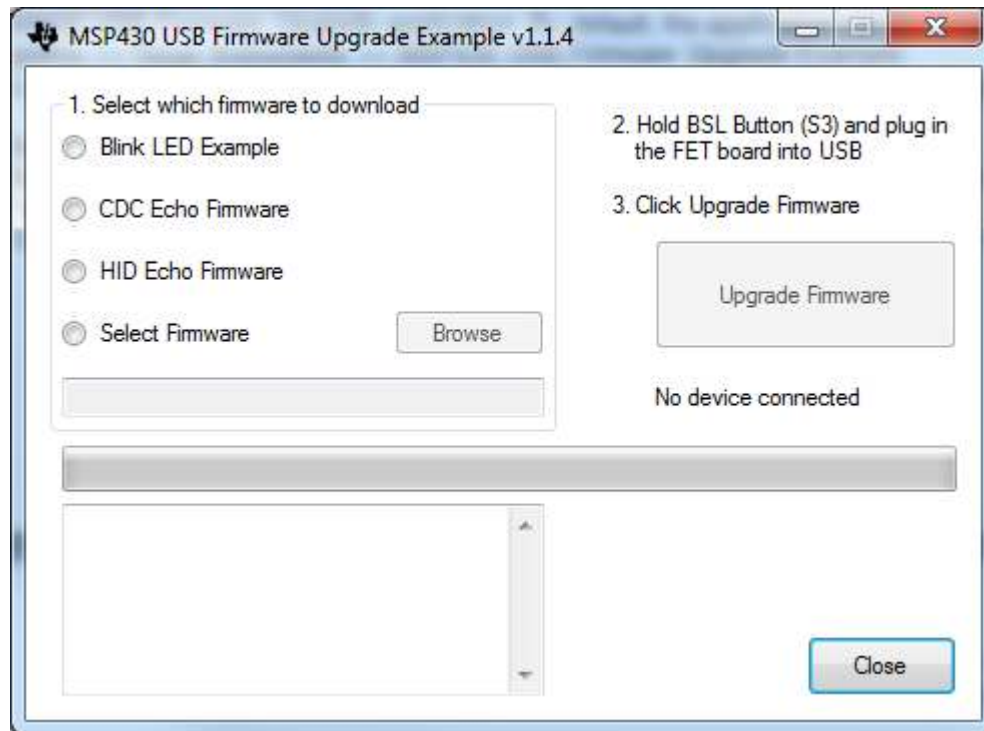 MSP430 USB Firmware Upgrade Example v1.1.4
1. Select which firmware to download
Blink LED Example
CDC Echo Firmware
HID Echo Firmware
Select Firmware
Browse
2. Hold BSL Button (S3) and plug in
the FET board into USB
3. Click Upgrade Firmware
Upgrade Firmware
No device connected
Close